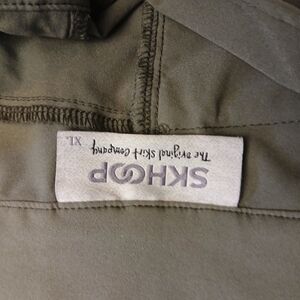 SKHOOP
The Original Skirt Company
XL